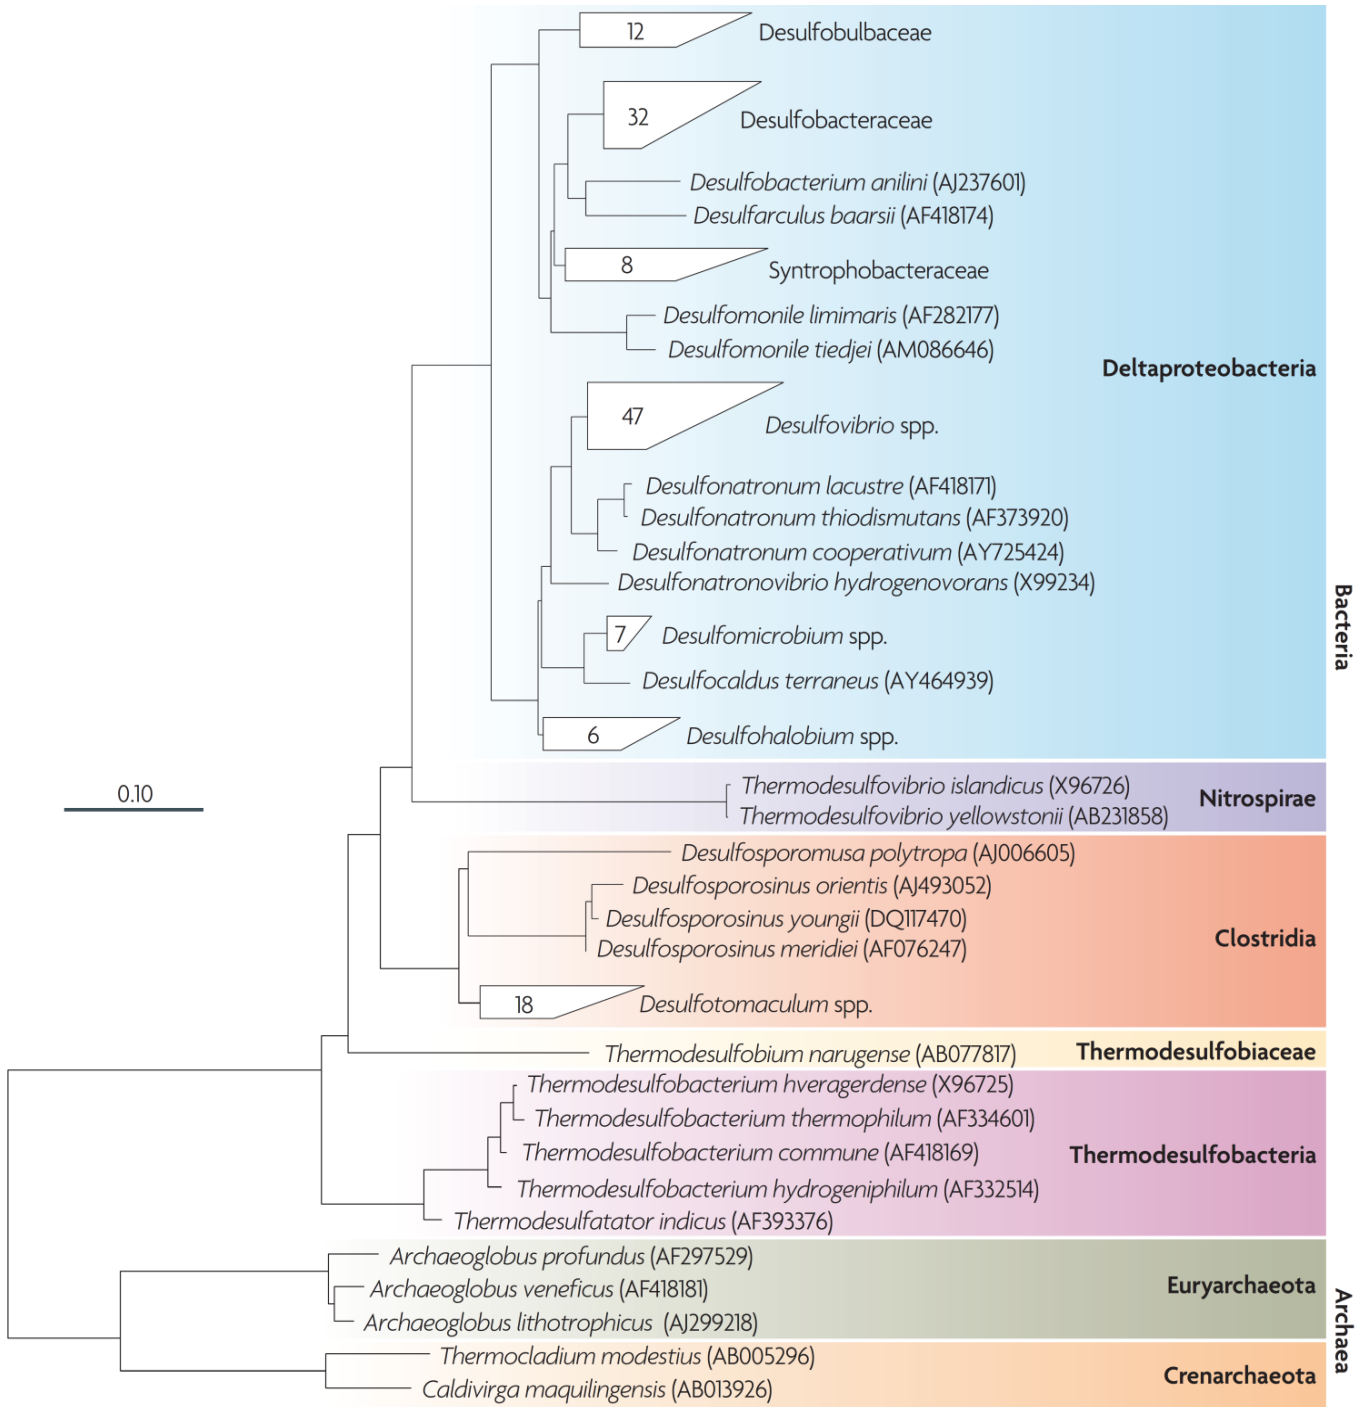 12
Desulfobulbaceae
32
Desulfobacteraceae
Desulfobacterium anilini (AJ237601)
Desulfarculus baarsii (AF418174)
8
Syntrophobacteraceae
Desulfomonile limimaris (AF282177)
Desulfomonile tiedjei (AM086646)
Deltaproteobacteria
47
Desulfovibrio spp.
Desulfonatronum lacustre (AF418171)
Desulfonatronum thiodismutans (AF373920)
Desulfonatronum cooperativum (AY725424)
Desulfonatronovibrio hydrogenovorans (X99234)
Bacteria
7
Desulfomicrobium spp.
Desulfocaldus terraneus (AY464939)
6
Desulfohalobium spp.
0.10
Thermodesulfovibrio islandicus (X96726)
Nitrospirae
Thermodesulfovibrio yellowstonii (AB231858)
Desulfosporomusa polytropa (AJ006605)
Desulfosporosinus orientis (AJ493052)
Desulfosporosinus youngii (DQ117470)
Clostridia
Desulfosporosinus meridiei (AF076247)
18
Desulfotomaculum spp.
Thermodesulfobium narugense (AB077817)
Thermodesulfobiaceae
Thermodesulfobacterium hveragerdense (X96725)
Thermodesulfobacterium thermophilum (AF334601)
Thermodesulfobacterium commune (AF418169)
Thermodesulfobacteria
Thermodesulfobacterium hydrogeniphilum (AF332514)
Thermodesulfatator indicus (AF393376)
Archaeoglobus profundus (AF297529)
Archaeoglobus veneficus (AF418181)
Euryarchaeota
Archaeoglobus lithotrophicus (AJ299218)
Archaea
Thermocladium modestius (AB005296)
Crenarchaeota
Caldivirga maquilingensis (AB013926)